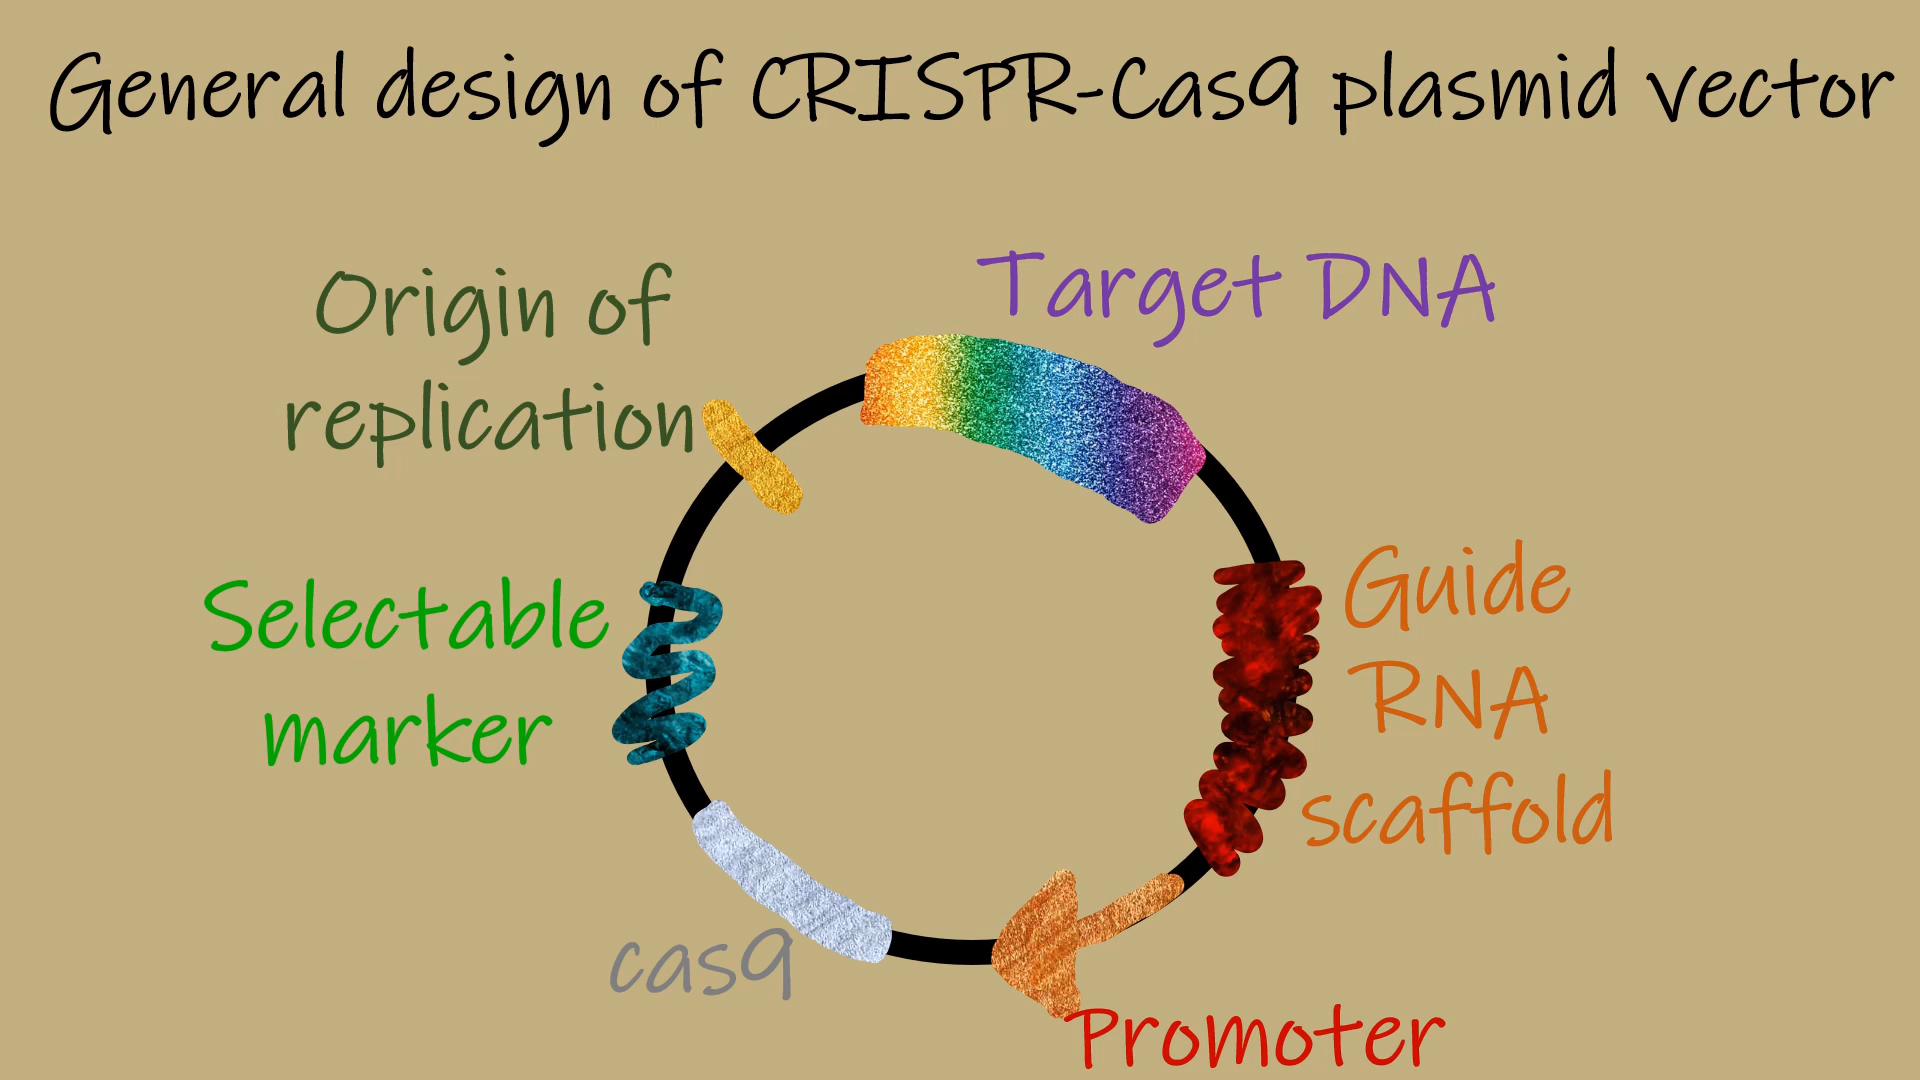 General design of CRISPR-Cas9 plasmid vector
Origin of
replication
Target DNA
Selectable
marker
Guide
RNA
scaffold
cas9
Promoter